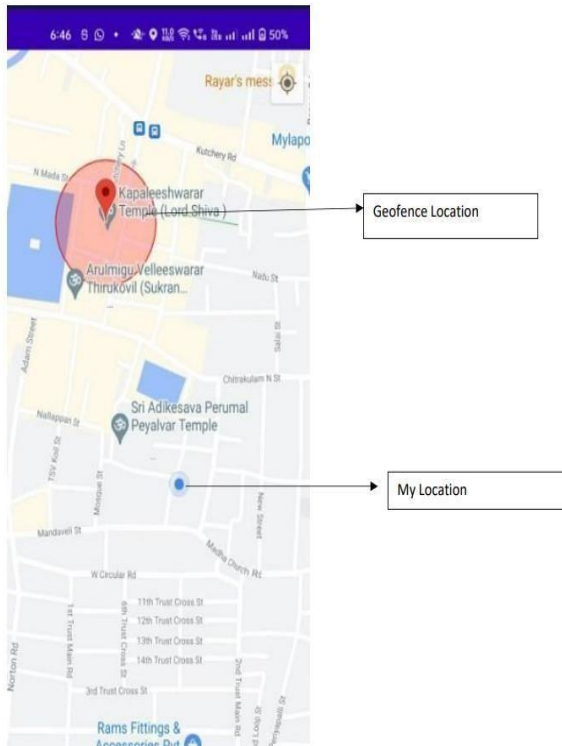 6:46
50%
Rayar's mess
Kutchery Rd
Mylapo
N Mada St
Kapaleeshwarar
Temple (Lord Shiva )
Geofence Location
Arulmigu Velleeswarar
Thirukovil (Sukran...
Nadu St
Adam Street
Salai St
Chitrakulam N St
Sri Adikesava Perumal
Peyalvar Temple
Nallappan St
TSV Koil St
Mosque St
My Location
New Street
Mandaveli St
Madha Church Rd
W Circular Rd
11th Trust Cross St
12th Trust Cross St
13th Trust Cross St
14th Trust Cross St
1st Trust Main Rd
6th Trust Cross St
Norton Rd
2nd Trust Main Rd
3rd Trust Cross St
Rams Fittings &
Accessories Pvt